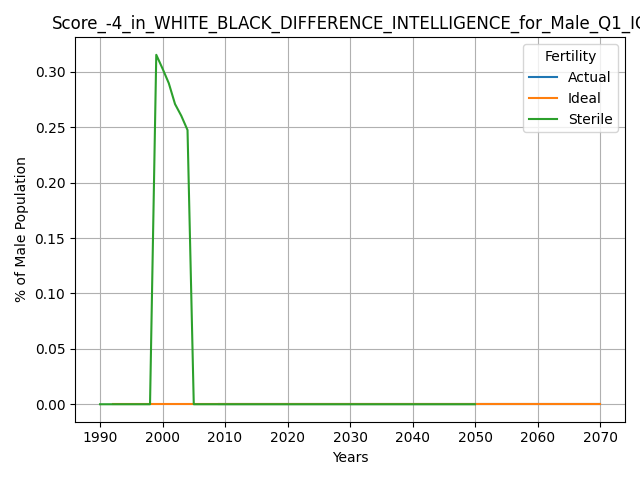 Score_-4_in_WHITE_BLACK_DIFFERENCE_INTELLIGENCE_for_Male_Q1_IC
Fertility
Actual
Ideal
Sterile
% of Male Population
0.30
0.25
0.20
0.15
0.10
0.05
0.00
1990 2000 2010 2020 2030 2040 2050 2060 2070
Years